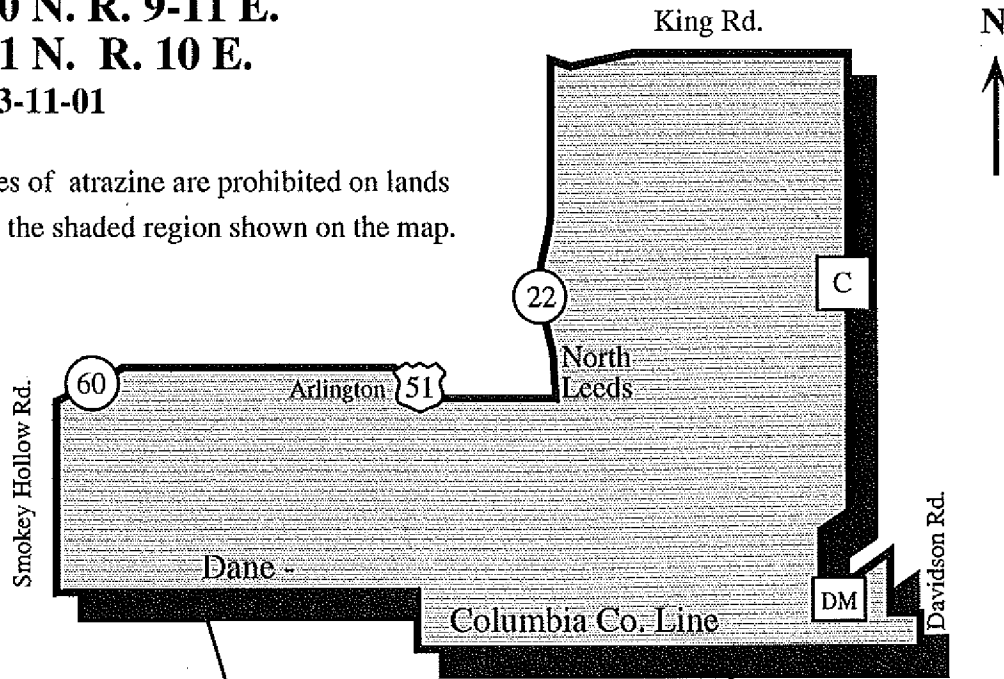 0 N. R. 9-11 E.
1 N. R. 10 E.
3-11-01
es of atrazine are prohibited on lands
the shaded region shown on the map.
King Rd.
N
22
C
North
Leeds
60
Arlington
51
Smokey Hollow Rd.
Dane -
Columbia Co. Line
DM
Davidson Rd.